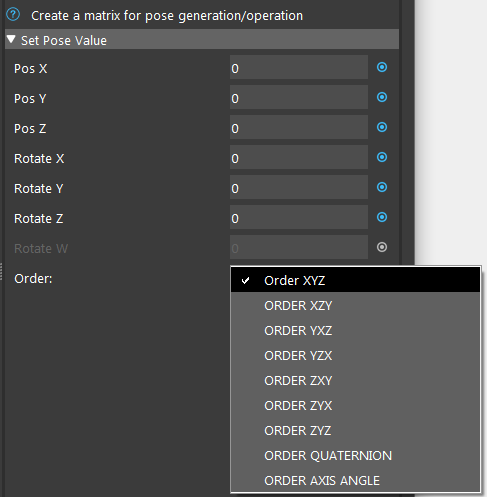 Create a matrix for pose generation/operation
Set Pose Value
Pos X 0
Pos Y 0
Pos Z 0
Rotate X 0
Rotate Y 0
Rotate Z 0
Rotate W 0
Order:
Order XYZ
ORDER XZY
ORDER YXZ
ORDER YZX
ORDER ZXY
ORDER ZYX
ORDER ZYZ
ORDER QUATERNION
ORDER AXIS ANGLE